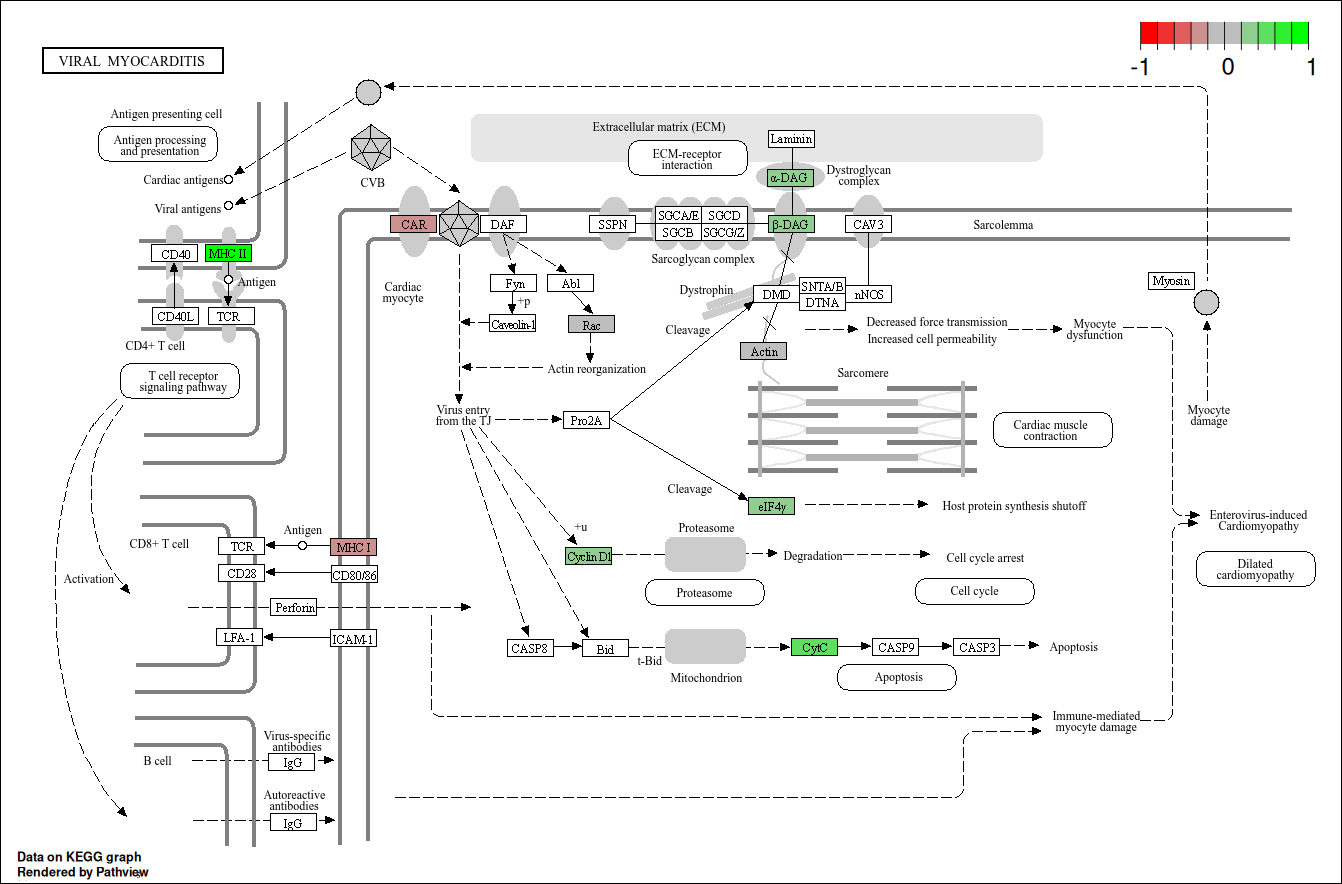 VIRAL MYOCARDITIS
-1 0 1
Antigen presenting cell
Antigen processing
and presentation
Cardiac antigens
Viral antigens
CVB
Extracellular matrix (ECM)
ECM-receptor
interaction
Laminin
α-DAG
Dystroglycan
complex
CAR
DAF
SSPN
SGCA/E
SGCD
SGCB
SGCG/Z
β-DAG
CAV3
Sarcolemma
CD40
MHC II
Antigen
CD40L
TCR
CD4+ T cell
T cell receptor
signaling pathway
Cardiac
myocyte
Fyn
Abl
+p
Caveolin-1
Rac
Actin reorganization
Sarcoglycan complex
Dystrophin
DMD
SNTA/B
DTNA
nNOS
Cleavage
Actin
Decreased force transmission
Increased cell permeability
Myocyte
dysfunction
Myosin
Sarcomere
Cardiac muscle
contraction
Myocyte
damage
Virus entry
from the TJ
Pro2A
Cleavage
eIF4γ
Host protein synthesis shutoff
Enterovirus-induced
Cardiomyopathy
Dilated
cardiomyopathy
CD8+ T cell
Activation
TCR
Antigen
MHC I
CD28
CD80/86
Perforin
LFA-1
ICAM-1
+u
Cyclin D1
Proteasome
Degradation
Cell cycle arrest
Proteasome
Cell cycle
CASP8
Bid
t-Bid
Mitochondrion
CytC
CASP9
CASP3
Apoptosis
Apoptosis
Immune-mediated
myocyte damage
B cell
Virus-specific
antibodies
IgG
Autoreactive
antibodies
IgG
Data on KEGG graph
Rendered by Pathview